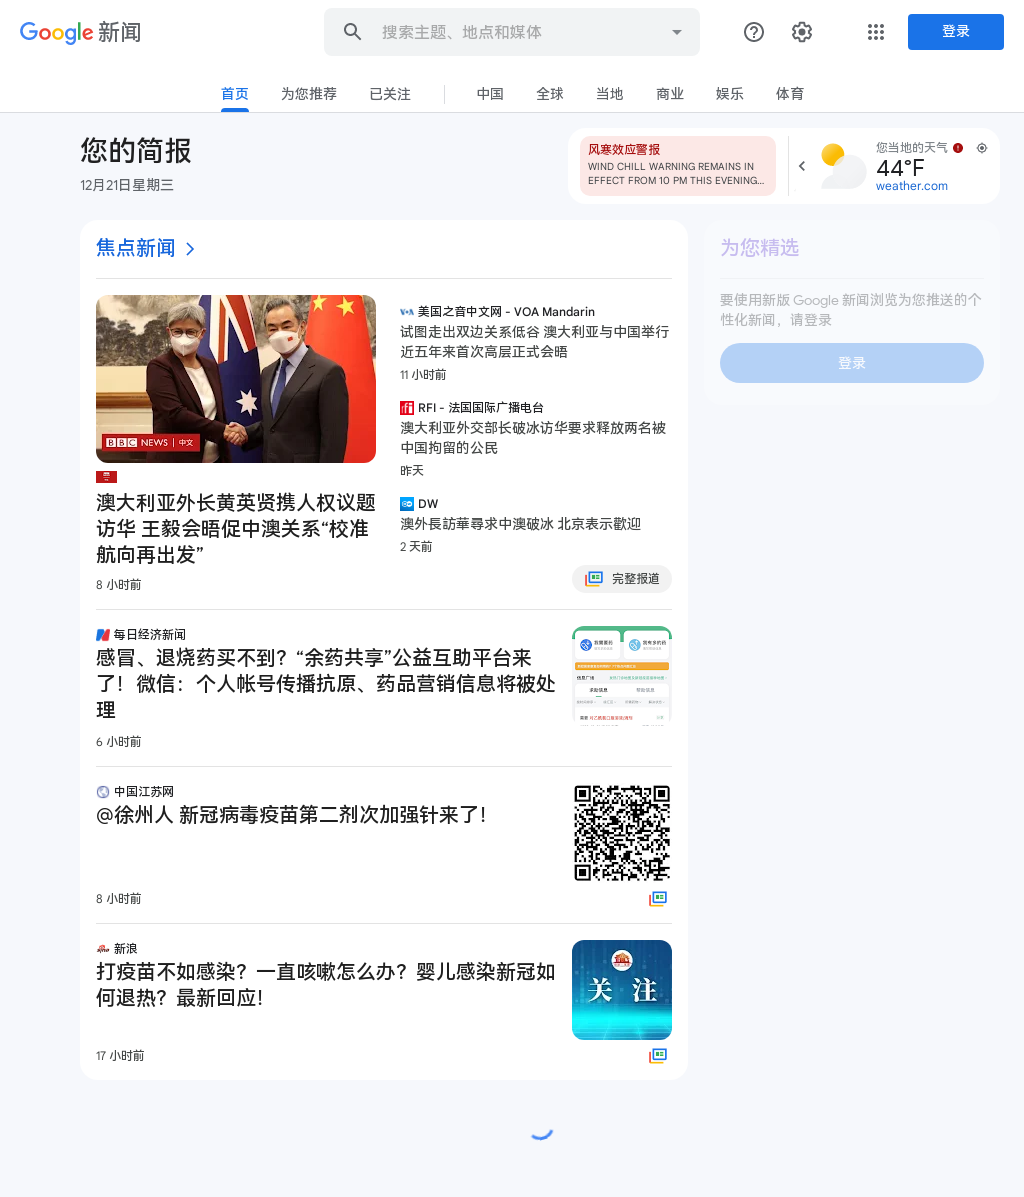 Google 新闻
搜索主题、地点和媒体
登录
首页
为您推荐
已关注
中国
全球
当地
商业
娱乐
体育
您的简报
12月21日星期三
风寒效应警报
WIND CHILL WARNING REMAINS IN
EFFECT FROM 10 PM THIS EVENING...
您当地的天气
44°F
weather.com
焦点新闻
BBC NEWS 中文
澳大利亚外长黄英贤携人权议题
访华 王毅会晤促中澳关系“校准
航向再出发”
8 小时前
美国之音中文网 - VOA Mandarin
试图走出双边关系低谷 澳大利亚与中国举行
近五年来首次高层正式会晤
11 小时前
RFI - 法国国际广播电台
澳大利亚外交部长破冰访华要求释放两名被
中国拘留的公民
昨天
DW
澳外長訪華尋求中澳破冰 北京表示歡迎
2 天前
完整报道
每日经济新闻
感冒、退烧药买不到？“余药共享”公益互助平台来
了！微信：个人帐号传播抗原、药品营销信息将被处
理
6 小时前
求助信息
帮助信息
中国江苏网
@徐州人 新冠病毒疫苗第二剂次加强针来了！
8 小时前
新浪
打疫苗不如感染？一直咳嗽怎么办？婴儿感染新冠如
何退热？最新回应！
17 小时前
关 注
为您精选
要使用新版 Google 新闻浏览为您推送的个
性化新闻，请登录
登录